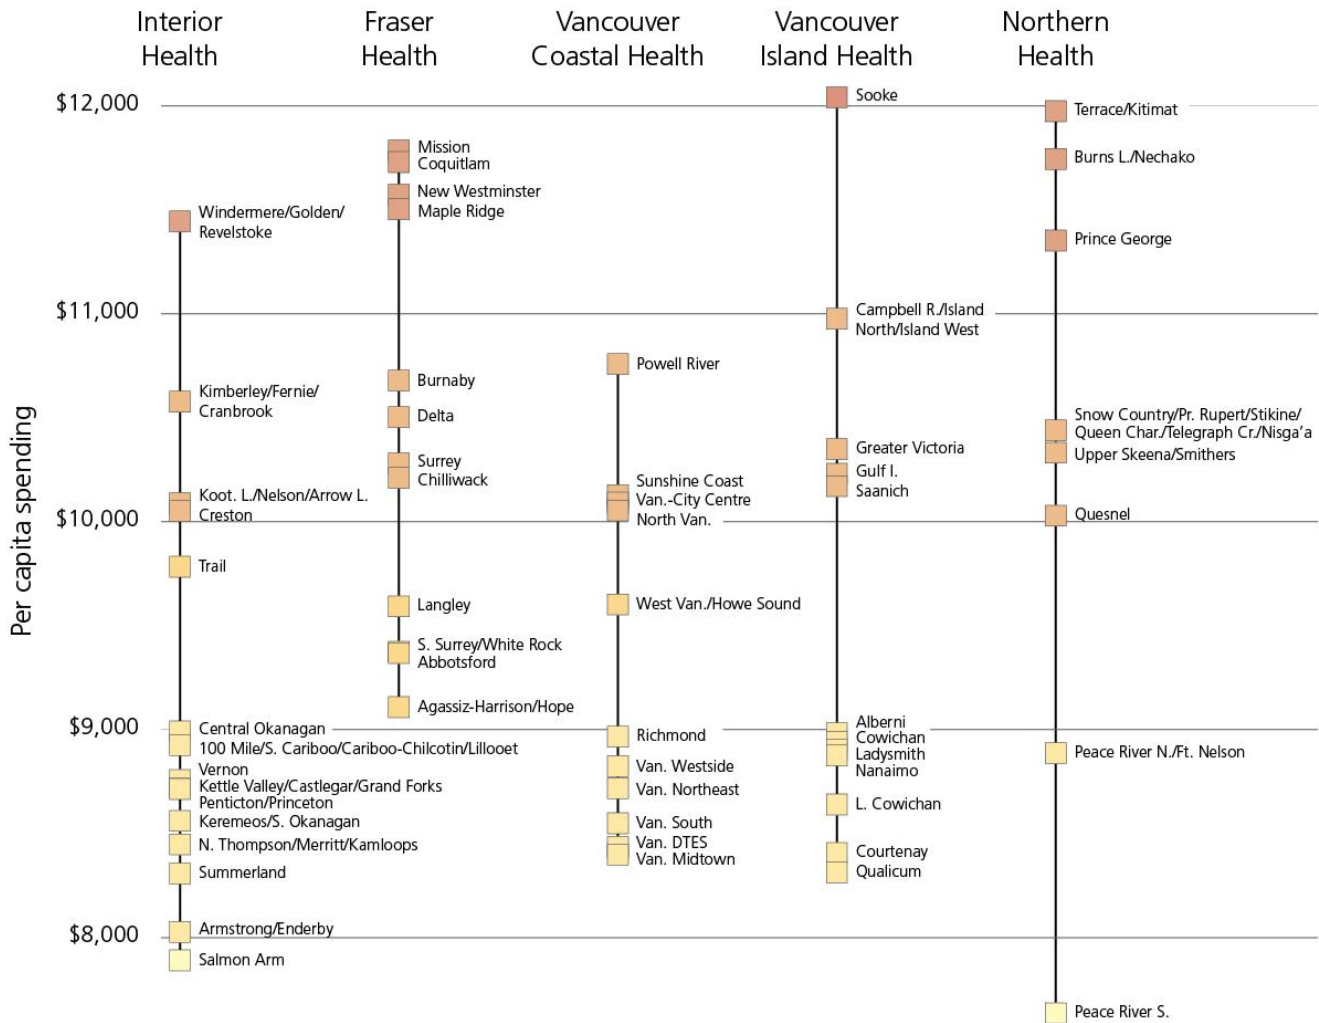 Interior
Health
Fraser
Health
Vancouver
Coastal Health
Vancouver
Island Health
Northern
Health
Per capita spending
$12,000
$11,000
$10,000
$9,000
$8,000
Windermere/Golden/
Revelstoke
Kimberley/Fernie/
Cranbrook
Koot. L./Nelson/Arrow L.
Creston
Trail
Central Okanagan
100 Mile/S. Cariboo/Cariboo-Chilcotin/Lillooet
Vernon
Kettle Valley/Castlegar/Grand Forks
Penticton/Princeton
Keremeos/S. Okanagan
N. Thompson/Merritt/Kamloops
Summerland
Armstrong/Enderby
Salmon Arm
Mission
Coquitlam
New Westminster
Maple Ridge
Burnaby
Delta
Surrey
Chilliwack
Langley
S. Surrey/White Rock
Abbotsford
Agassiz-Harrison/Hope
Powell River
Sunshine Coast
Van.-City Centre
North Van.
West Van./Howe Sound
Richmond
Van. Westside
Van. Northeast
Van. South
Van. DTES
Van. Midtown
Sooke
Campbell R./Island
North/Island West
Greater Victoria
Gulf I.
Saanich
Alberni
Cowichan
Ladysmith
Nanaimo
L. Cowichan
Courtenay
Qualicum
Terrace/Kitimat
Burns L./Nechako
Prince George
Snow Country/Pr. Rupert/Stikine/
Queen Char./Telegraph Cr./Nisga’a
Upper Skeena/Smithers
Quesnel
Peace River N./Ft. Nelson
Peace River S.